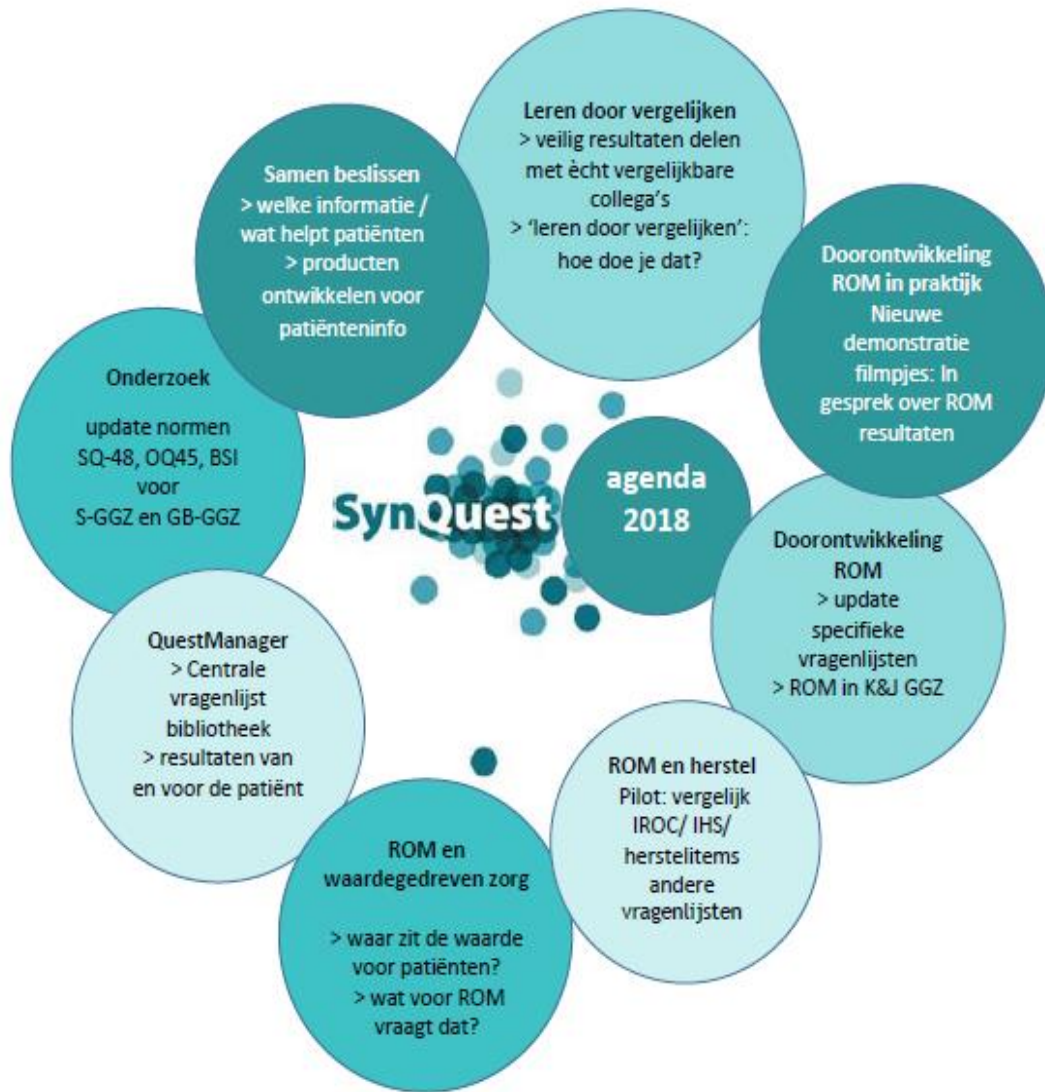 Leren door vergelijken
> veilig resultaten delen
met ècht vergelijkbare
collega's
> 'leren door vergelijken':
hoe doe je dat?
Samen beslissen
> welke informatie /
wat helpt patiënten
> producten
ontwikkelen voor
patiënteninfo
Doorontwikkeling
ROM in praktijk
Nieuwe
demonstratie
filmpjes: In
gesprek over ROM
resultaten
Onderzoek
update normen
SQ-48, OQ45, BSI
voor
S-GGZ en GB-GGZ
SynQuest
agenda
2018
Doorontwikkeling
ROM
> update
specifieke
vragenlijsten
> ROM in K&J GGZ
QuestManager
> Centrale
vragenlijst
bibliotheek
> resultaten van
en voor de patiënt
ROM en herstel
Pilot: vergelijk
IROC/ IHS/
herstelitems
andere
vragenlijsten
ROM en
waardegedreven zorg
> waar zit de waarde
voor patiënten?
> wat voor ROM
vraagt dat?